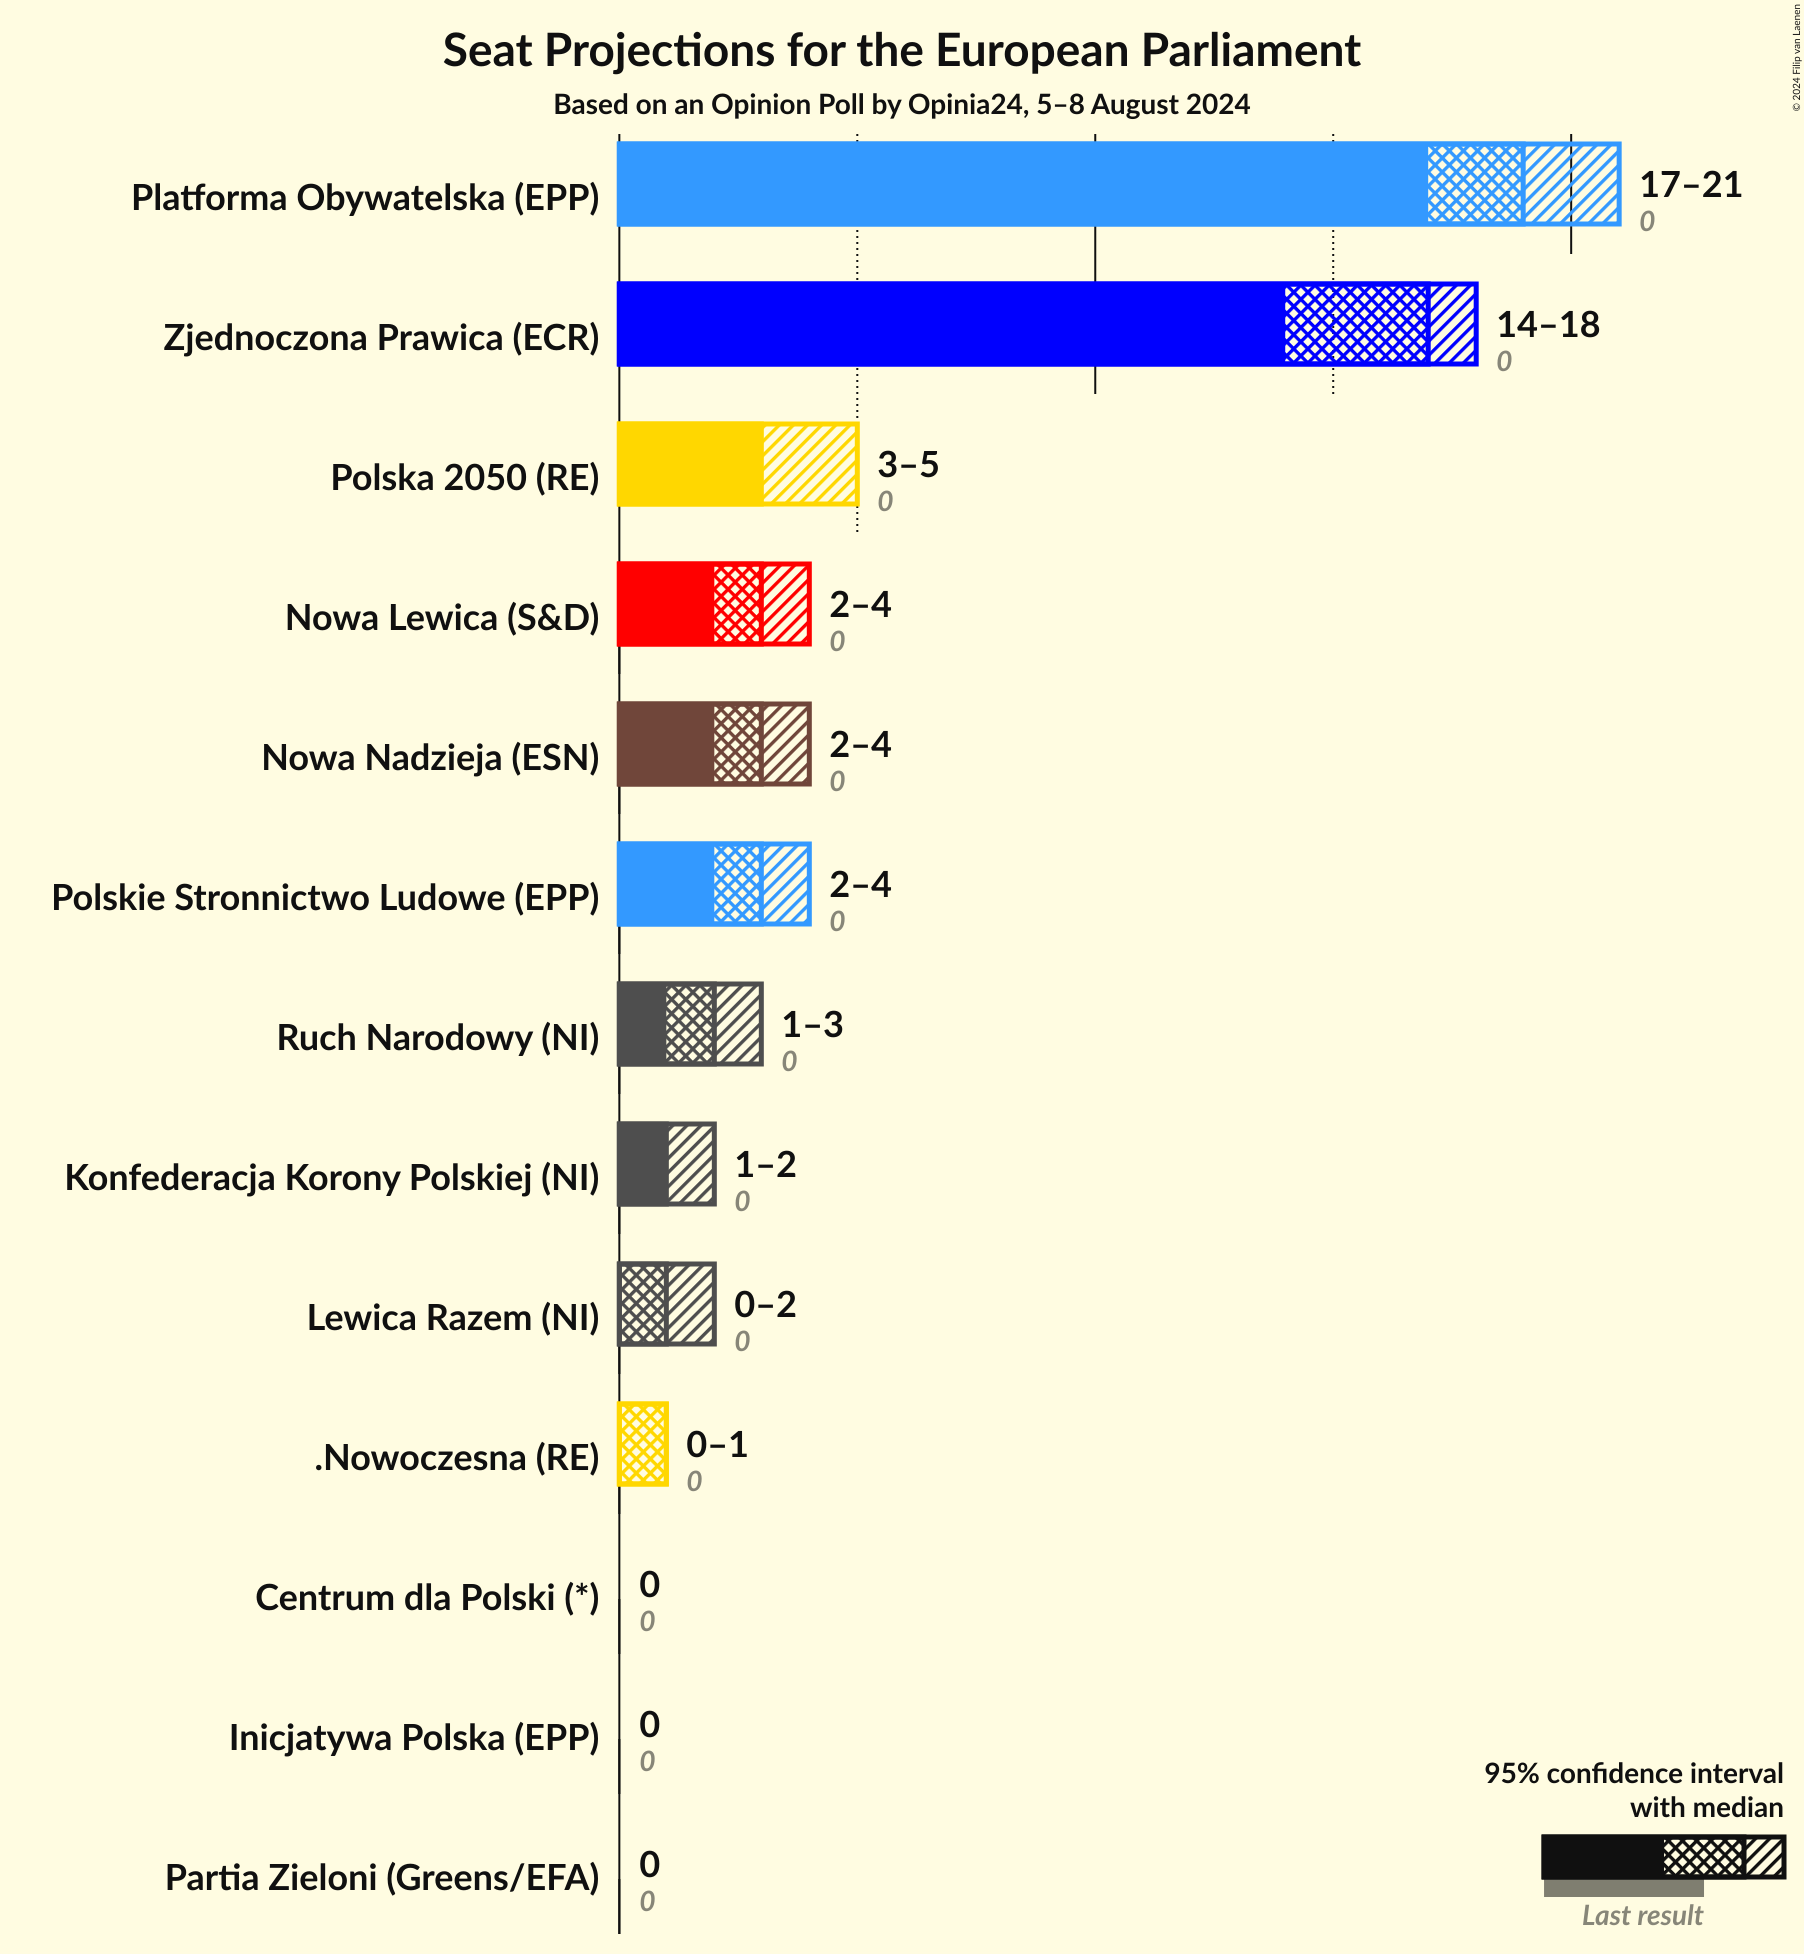 Seat Projections for the European Parliament
Based on an Opinion Poll by Opinia24, 5–8 August 2024
© 2024 Filip van Laenen
Platforma Obywatelska (EPP)
17–21
0
Zjednoczona Prawica (ECR)
14–18
0
Polska 2050 (RE)
3–5
0
Nowa Lewica (S&D)
2–4
0
Nowa Nadzieja (ESN)
2–4
0
Polskie Stronnictwo Ludowe (EPP)
2–4
0
Ruch Narodowy (NI)
1–3
0
Konfederacja Korony Polskiej (NI)
1–2
0
Lewica Razem (NI)
0–2
0
.Nowoczesna (RE)
0–1
0
Centrum dla Polski (*)
0
0
Inicjatywa Polska (EPP)
0
0
Partia Zieloni (Greens/EFA)
0
0
95% confidence interval
with median
Last result